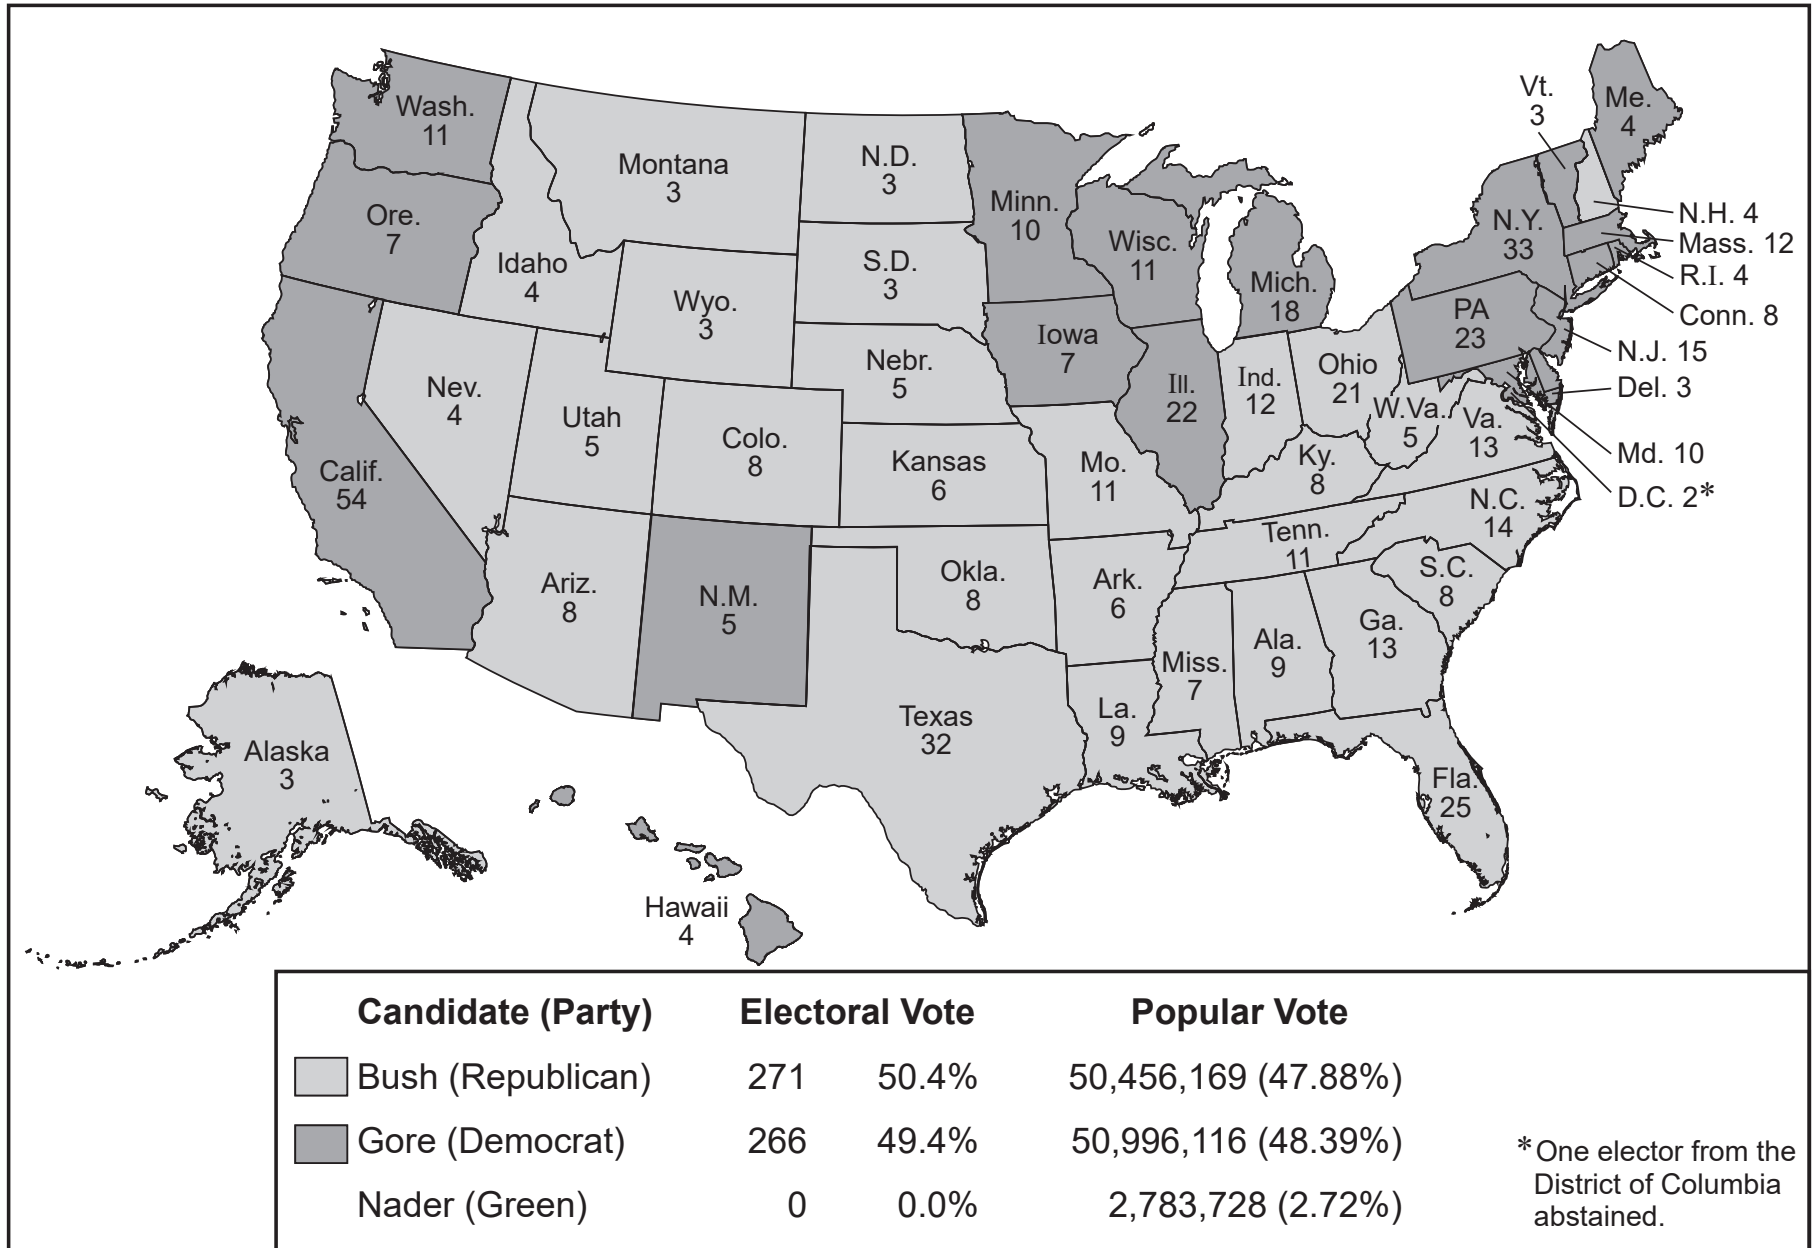 Wash.
11
Ore.
7
Calif.
54
Nev.
4
Idaho
4
Montana
3
Wyo.
3
Utah
5
Colo.
8
Ariz.
8
N.M.
5
N.D.
3
S.D.
3
Nebr.
5
Kansas
6
Okla.
8
Texas
32
Minn.
10
Iowa
7
Mo.
11
Ark.
6
La.
9
Wisc.
11
Ill.
22
Mich.
18
Ind.
12
Ohio
21
Ky.
8
Tenn.
11
Miss.
7
Ala.
9
Ga.
13
Fla.
25
S.C.
8
N.C.
14
Va.
13
W.Va.
5
PA
23
N.Y.
33
Vt.
3
Me.
4
N.H. 4
Mass. 12
R.I. 4
Conn. 8
N.J. 15
Del. 3
Md. 10
D.C. 2*
Alaska
3
Hawaii
4
Candidate (Party) Electoral Vote Popular Vote
Bush (Republican) 271 50.4% 50,456,169 (47.88%)
Gore (Democrat) 266 49.4% 50,996,116 (48.39%)
Nader (Green) 0 0.0% 2,783,728 (2.72%)
*One elector from the
District of Columbia
abstained.